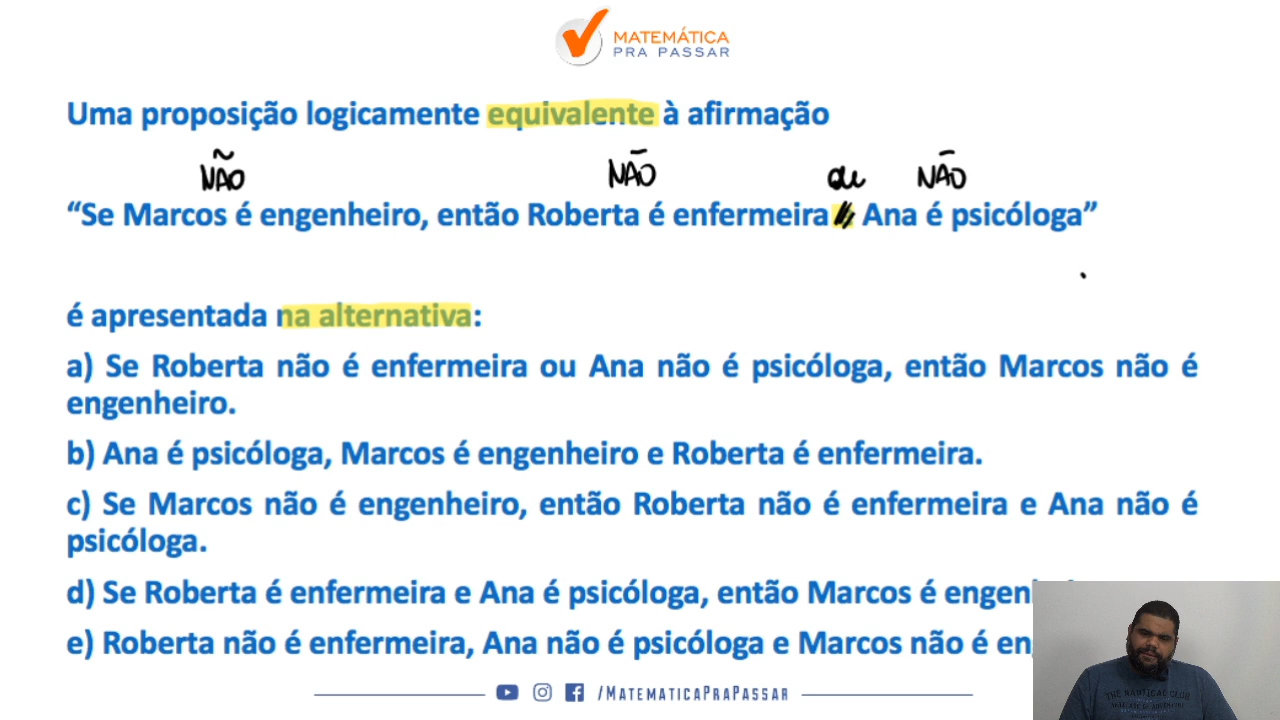 MATEMÁTICA
PRA PASSAR
Uma proposição logicamente equivalente à afirmação
NÃO NÃO ou NÃO
“Se Marcos é engenheiro, então Roberta é enfermeira Ana é psicóloga”
é apresentada na alternativa:
a) Se Roberta não é enfermeira ou Ana não é psicóloga, então Marcos não é
engenheiro.
b) Ana é psicóloga, Marcos é engenheiro e Roberta é enfermeira.
c) Se Marcos não é engenheiro, então Roberta não é enfermeira e Ana não é
psicóloga.
d) Se Roberta é enfermeira e Ana é psicóloga, então Marcos é
e) Roberta não é enfermeira, Ana não é psicóloga e Marcos não é
/MATEMATICAPRAPASSAR
THE NAUTICAL CLUB